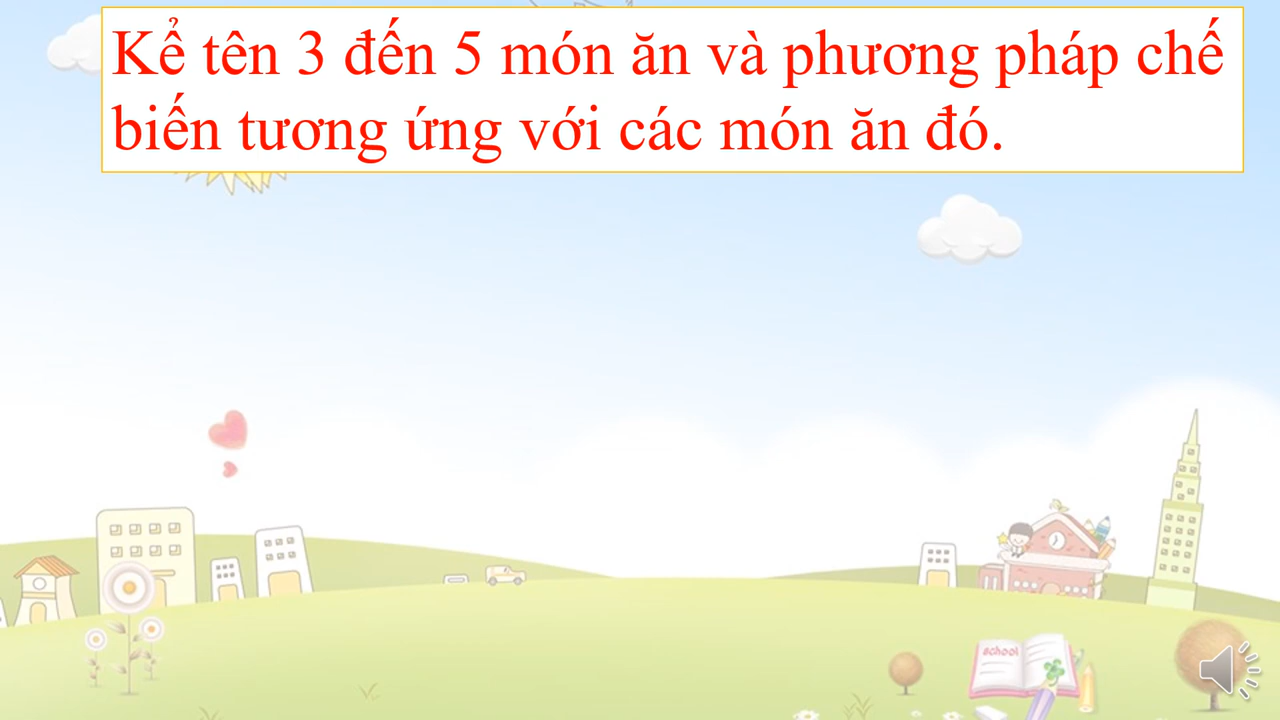 Kể tên 3 đến 5 món ăn và phương pháp chế
biến tương ứng với các món ăn đó.
school